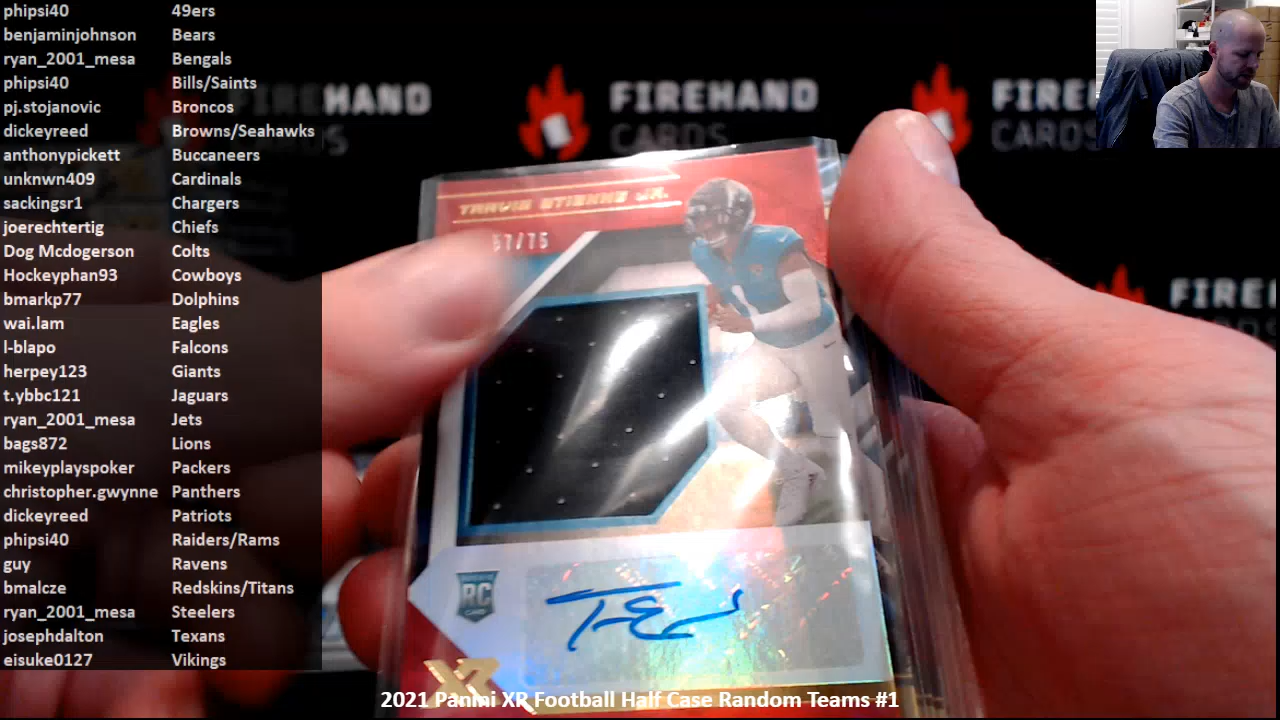 phipsi40 49ers
benjaminjohnson Bears
ryan_2001_mesa Bengals
phipsi40 Bills/Saints
pj.stojanovic Broncos
dickeyreed Browns/Seahawks
anthonypickett Buccaneers
unknwn409 Cardinals
sackingsr1 Chargers
joerechtertig Chiefs
Dog Mcdogerson Colts
Hockeyphan93 Cowboys
bmarkp77 Dolphins
wai.lam Eagles
l-blapo Falcons
herpey123 Giants
t.ybbc121 Jaguars
ryan_2001_mesa Jets
bags872 Lions
mikeyplayspoker Packers
christopher.gwynne Panthers
dickeyreed Patriots
phipsi40 Raiders/Rams
guy Ravens
bmalcze Redskins/Titans
ryan_2001_mesa Steelers
josephdalton Texans
eisuke0127 Vikings
FIREHAND
CARDS
FIREHAND
CARDS
FIRE
CARDS
FIRE
TRAVIS ETIENNE JR.
57/75
RC
XR
2021 Panini XR Football Half Case Random Teams #1